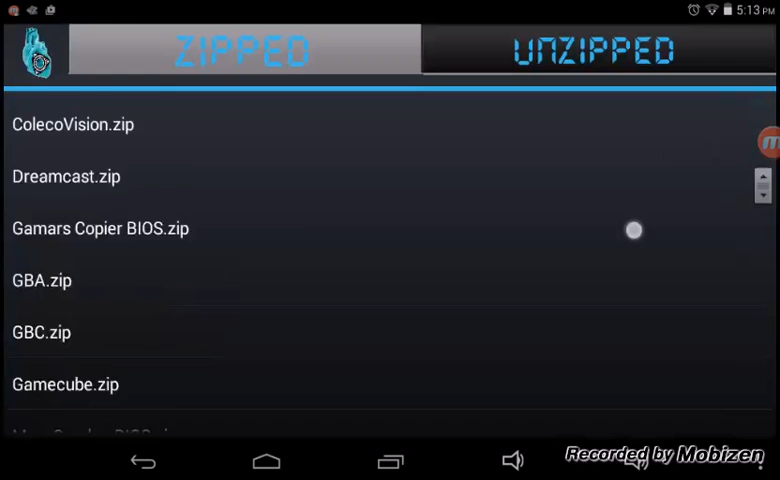 5:13 PM
ZIPPED
UNZIPPED
ColecoVision.zip
Dreamcast.zip
Gamars Copier BIOS.zip
GBA.zip
GBC.zip
Gamecube.zip
Recorded by Mobizen